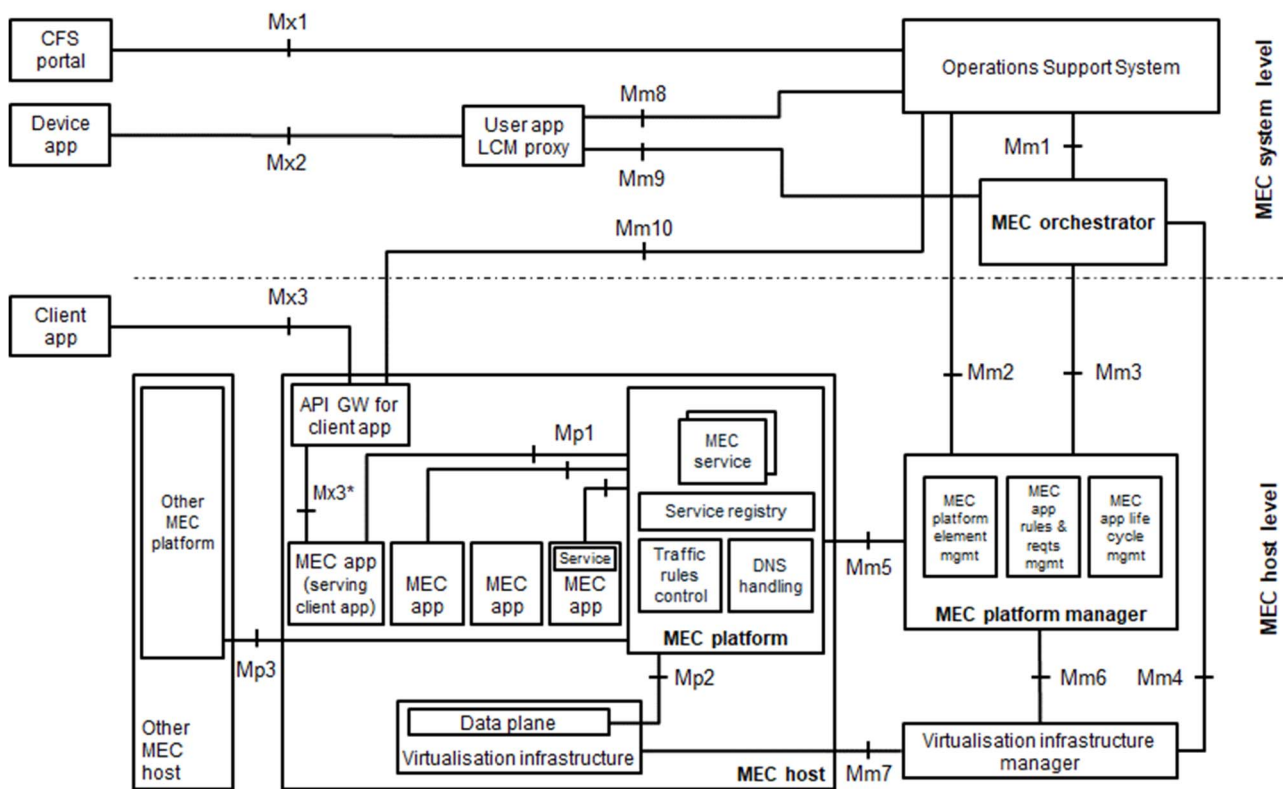 Mx1
CFS
portal
Operations Support System
MEC system level
Mm8
Device
app
User app
LCM proxy
Mx2
Mm9
Mm1
MEC orchestrator
Mm10
Mx3
Client
app
Mm2
Mm3
MEC host level
API GW for
client app
Mp1
MEC
service
Mx3*
Service registry
Other
MEC
platform
MEC app
(serving
client app)
MEC
app
MEC
app
Service
MEC
app
Traffic
rules
control
DNS
handling
MEC platform
Mm5
MEC
platform
element
mgmt
MEC
app
rules &
reqts
mgmt
MEC
app life
cycle
mgmt
MEC platform manager
Mp3
Mp2
Mm6
Mm4
Data plane
Virtualisation infrastructure
Other
MEC
host
MEC host
Mm7
Virtualisation infrastructure
manager